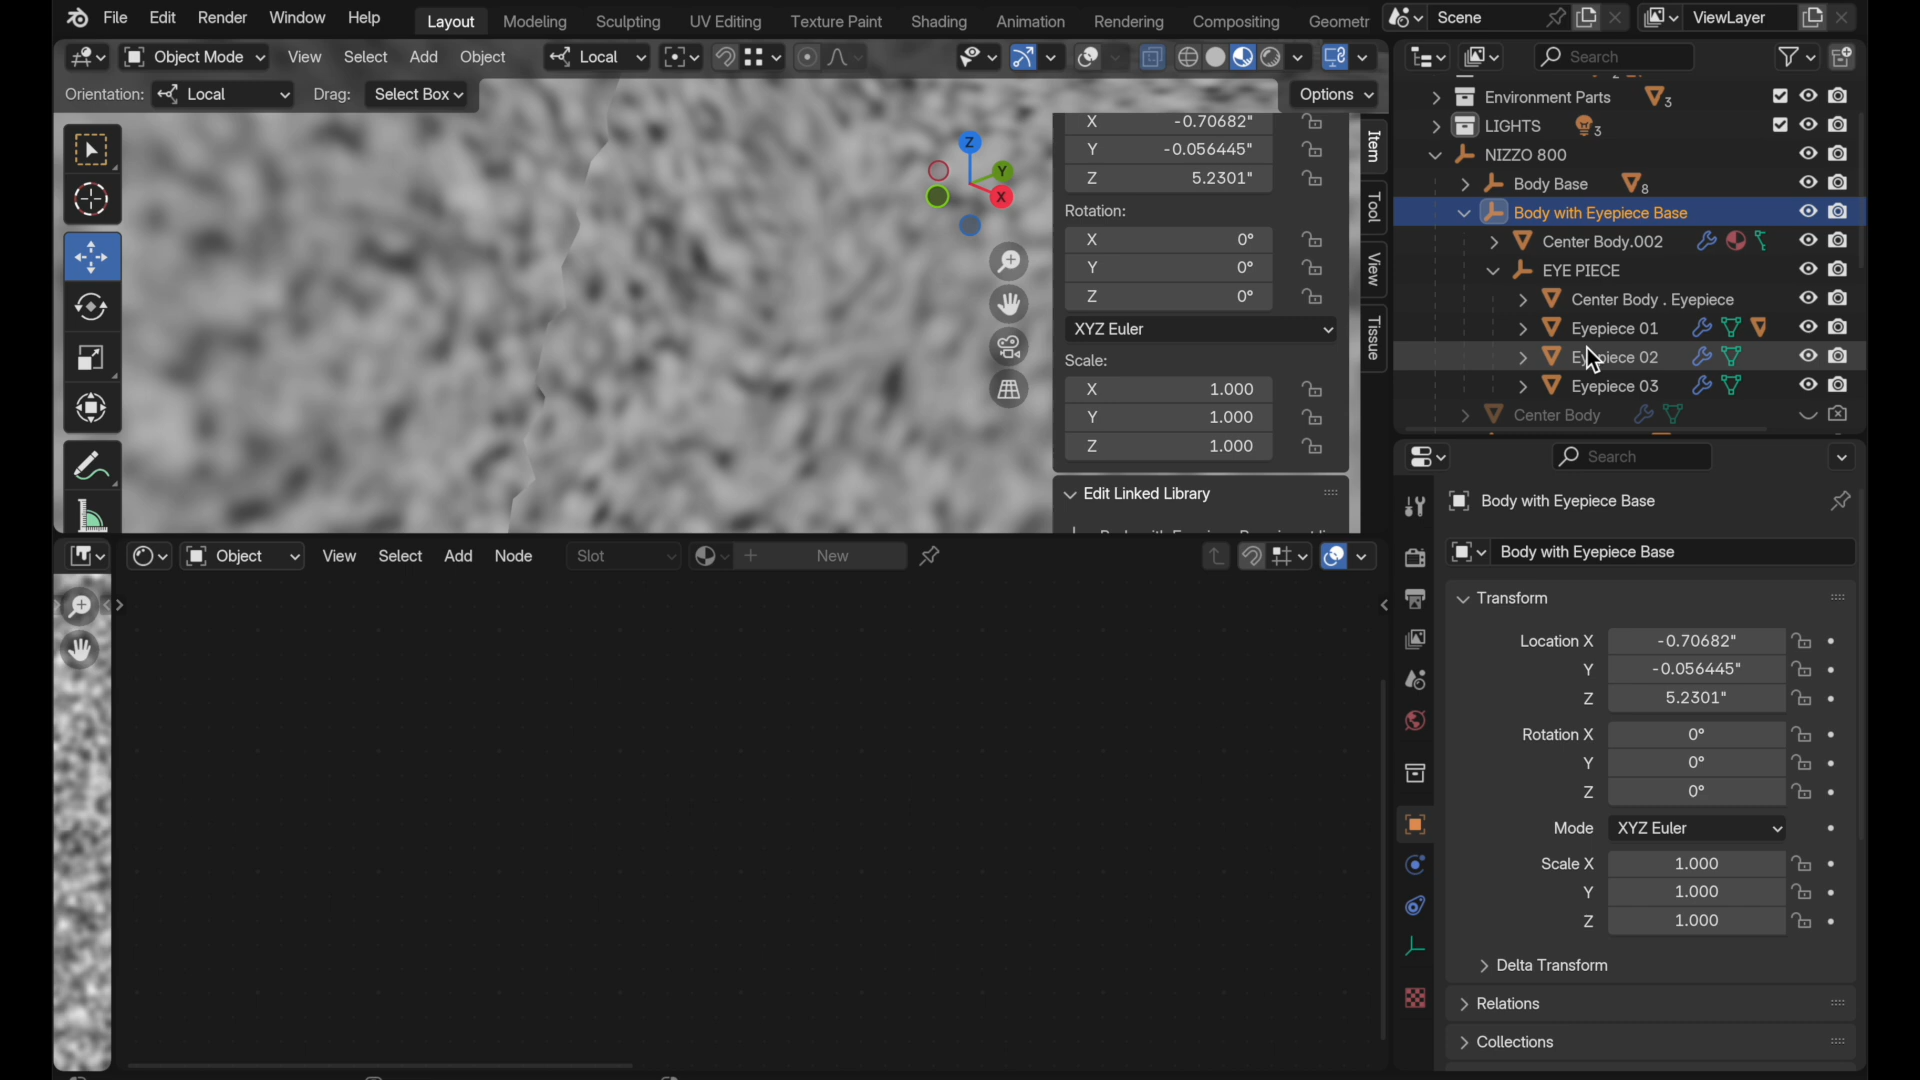 File Edit Render Window Help Layout Modeling Sculpting UV Editing Texture Paint Shading Animation Rendering Compositing Geometr Scene ViewLayer
Object Mode View Select Add Object Local Search
Orientation: Local Drag: Select Box Options
X -0.70682"
Y -0.056445"
Z 5.2301"
Rotation:
X 0°
Y 0°
Z 0°
XYZ Euler
Scale:
X 1.000
Y 1.000
Z 1.000
Edit Linked Library
Item
Tool
View
Tissue
Z
Y
X
Environment Parts 3
LIGHTS 3
NIZZO 800
Body Base 8
Body with Eyepiece Base
Center Body.002
EYE PIECE
Center Body . Eyepiece
Eyepiece 01
Eyepiece 02
Eyepiece 03
Center Body
Object View Select Add Node Slot New
Search
Body with Eyepiece Base
Body with Eyepiece Base
Transform
Location X -0.70682"
Y -0.056445"
Z 5.2301"
Rotation X 0°
Y 0°
Z 0°
Mode XYZ Euler
Scale X 1.000
Y 1.000
Z 1.000
Delta Transform
Relations
Collections